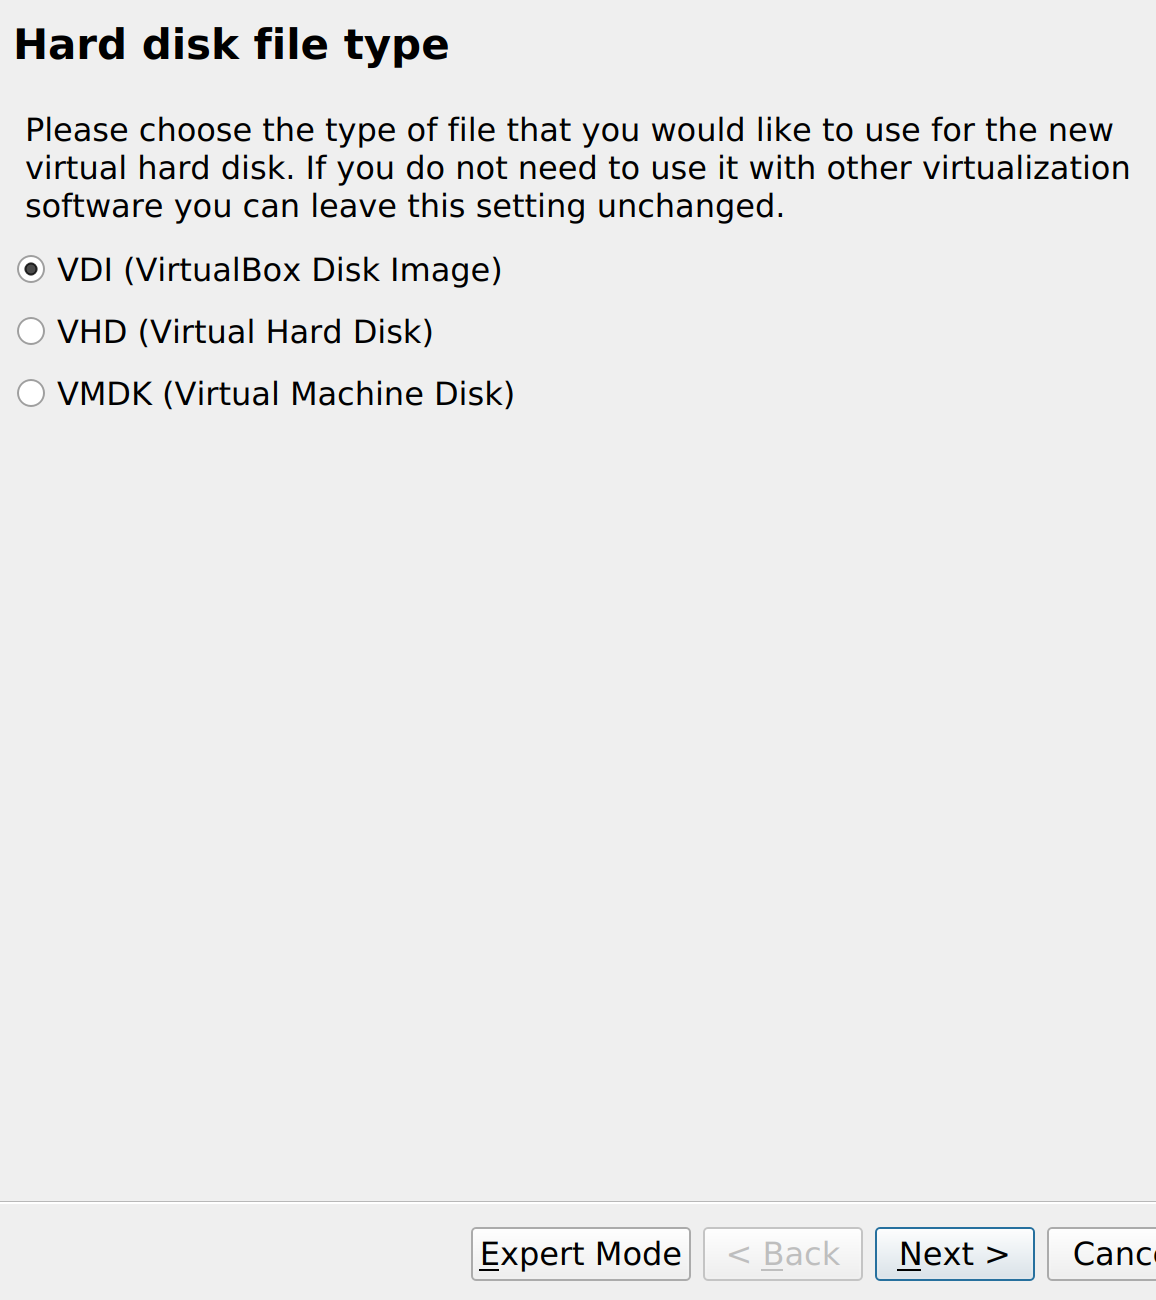 Hard disk file type
Please choose the type of file that you would like to use for the new
virtual hard disk. If you do not need to use it with other virtualization
software you can leave this setting unchanged.
VDI (VirtualBox Disk Image)
VHD (Virtual Hard Disk)
VMDK (Virtual Machine Disk)
Expert Mode < Back Next >